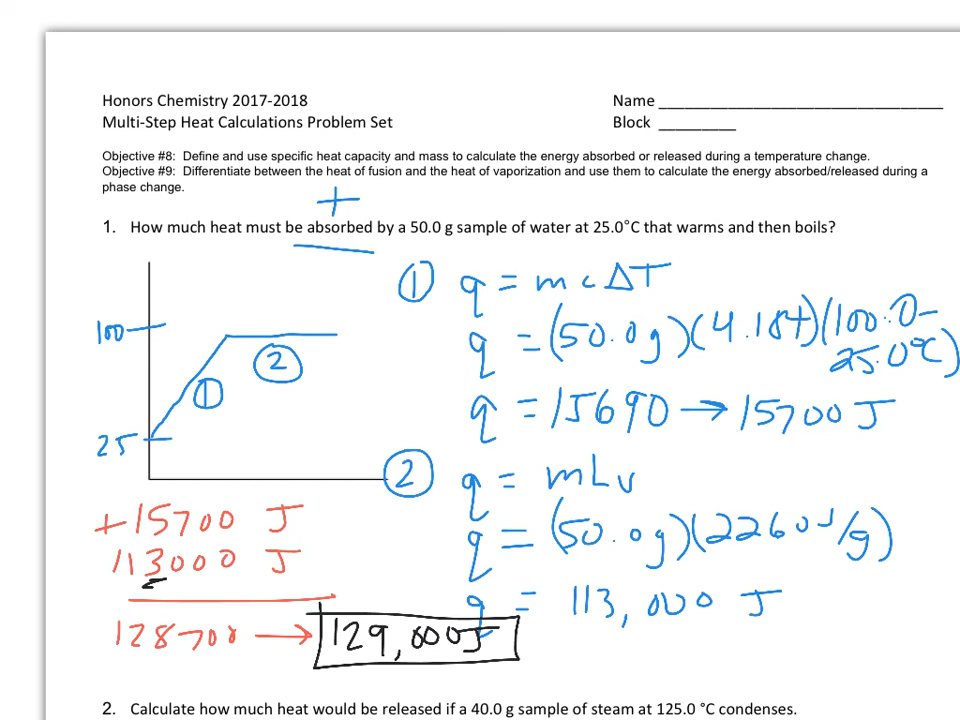 Honors Chemistry 2017-2018
Name ______________________________
Multi-Step Heat Calculations Problem Set
Block ________
Objective #8:  Define and use specific heat capacity and mass to calculate the energy absorbed or released during a temperature change.
Objective #9:  Differentiate between the heat of fusion and the heat of vaporization and use them to calculate the energy absorbed/released during a
phase change.
+
1.  How much heat must be absorbed by a 50.0 g sample of water at 25.0°C that warms and then boils?
100
25
①
②
① q = mcΔT
q = (50.0g)(4.184)(100.0-
25.0°C)
q = 15690 → 15700 J
② q = mLv
q = (50.0g)(2260J/g)
q = 113,000 J
+15700 J
113000 J
128700 → 129,000J
2.  Calculate how much heat would be released if a 40.0 g sample of steam at 125.0 °C condenses.